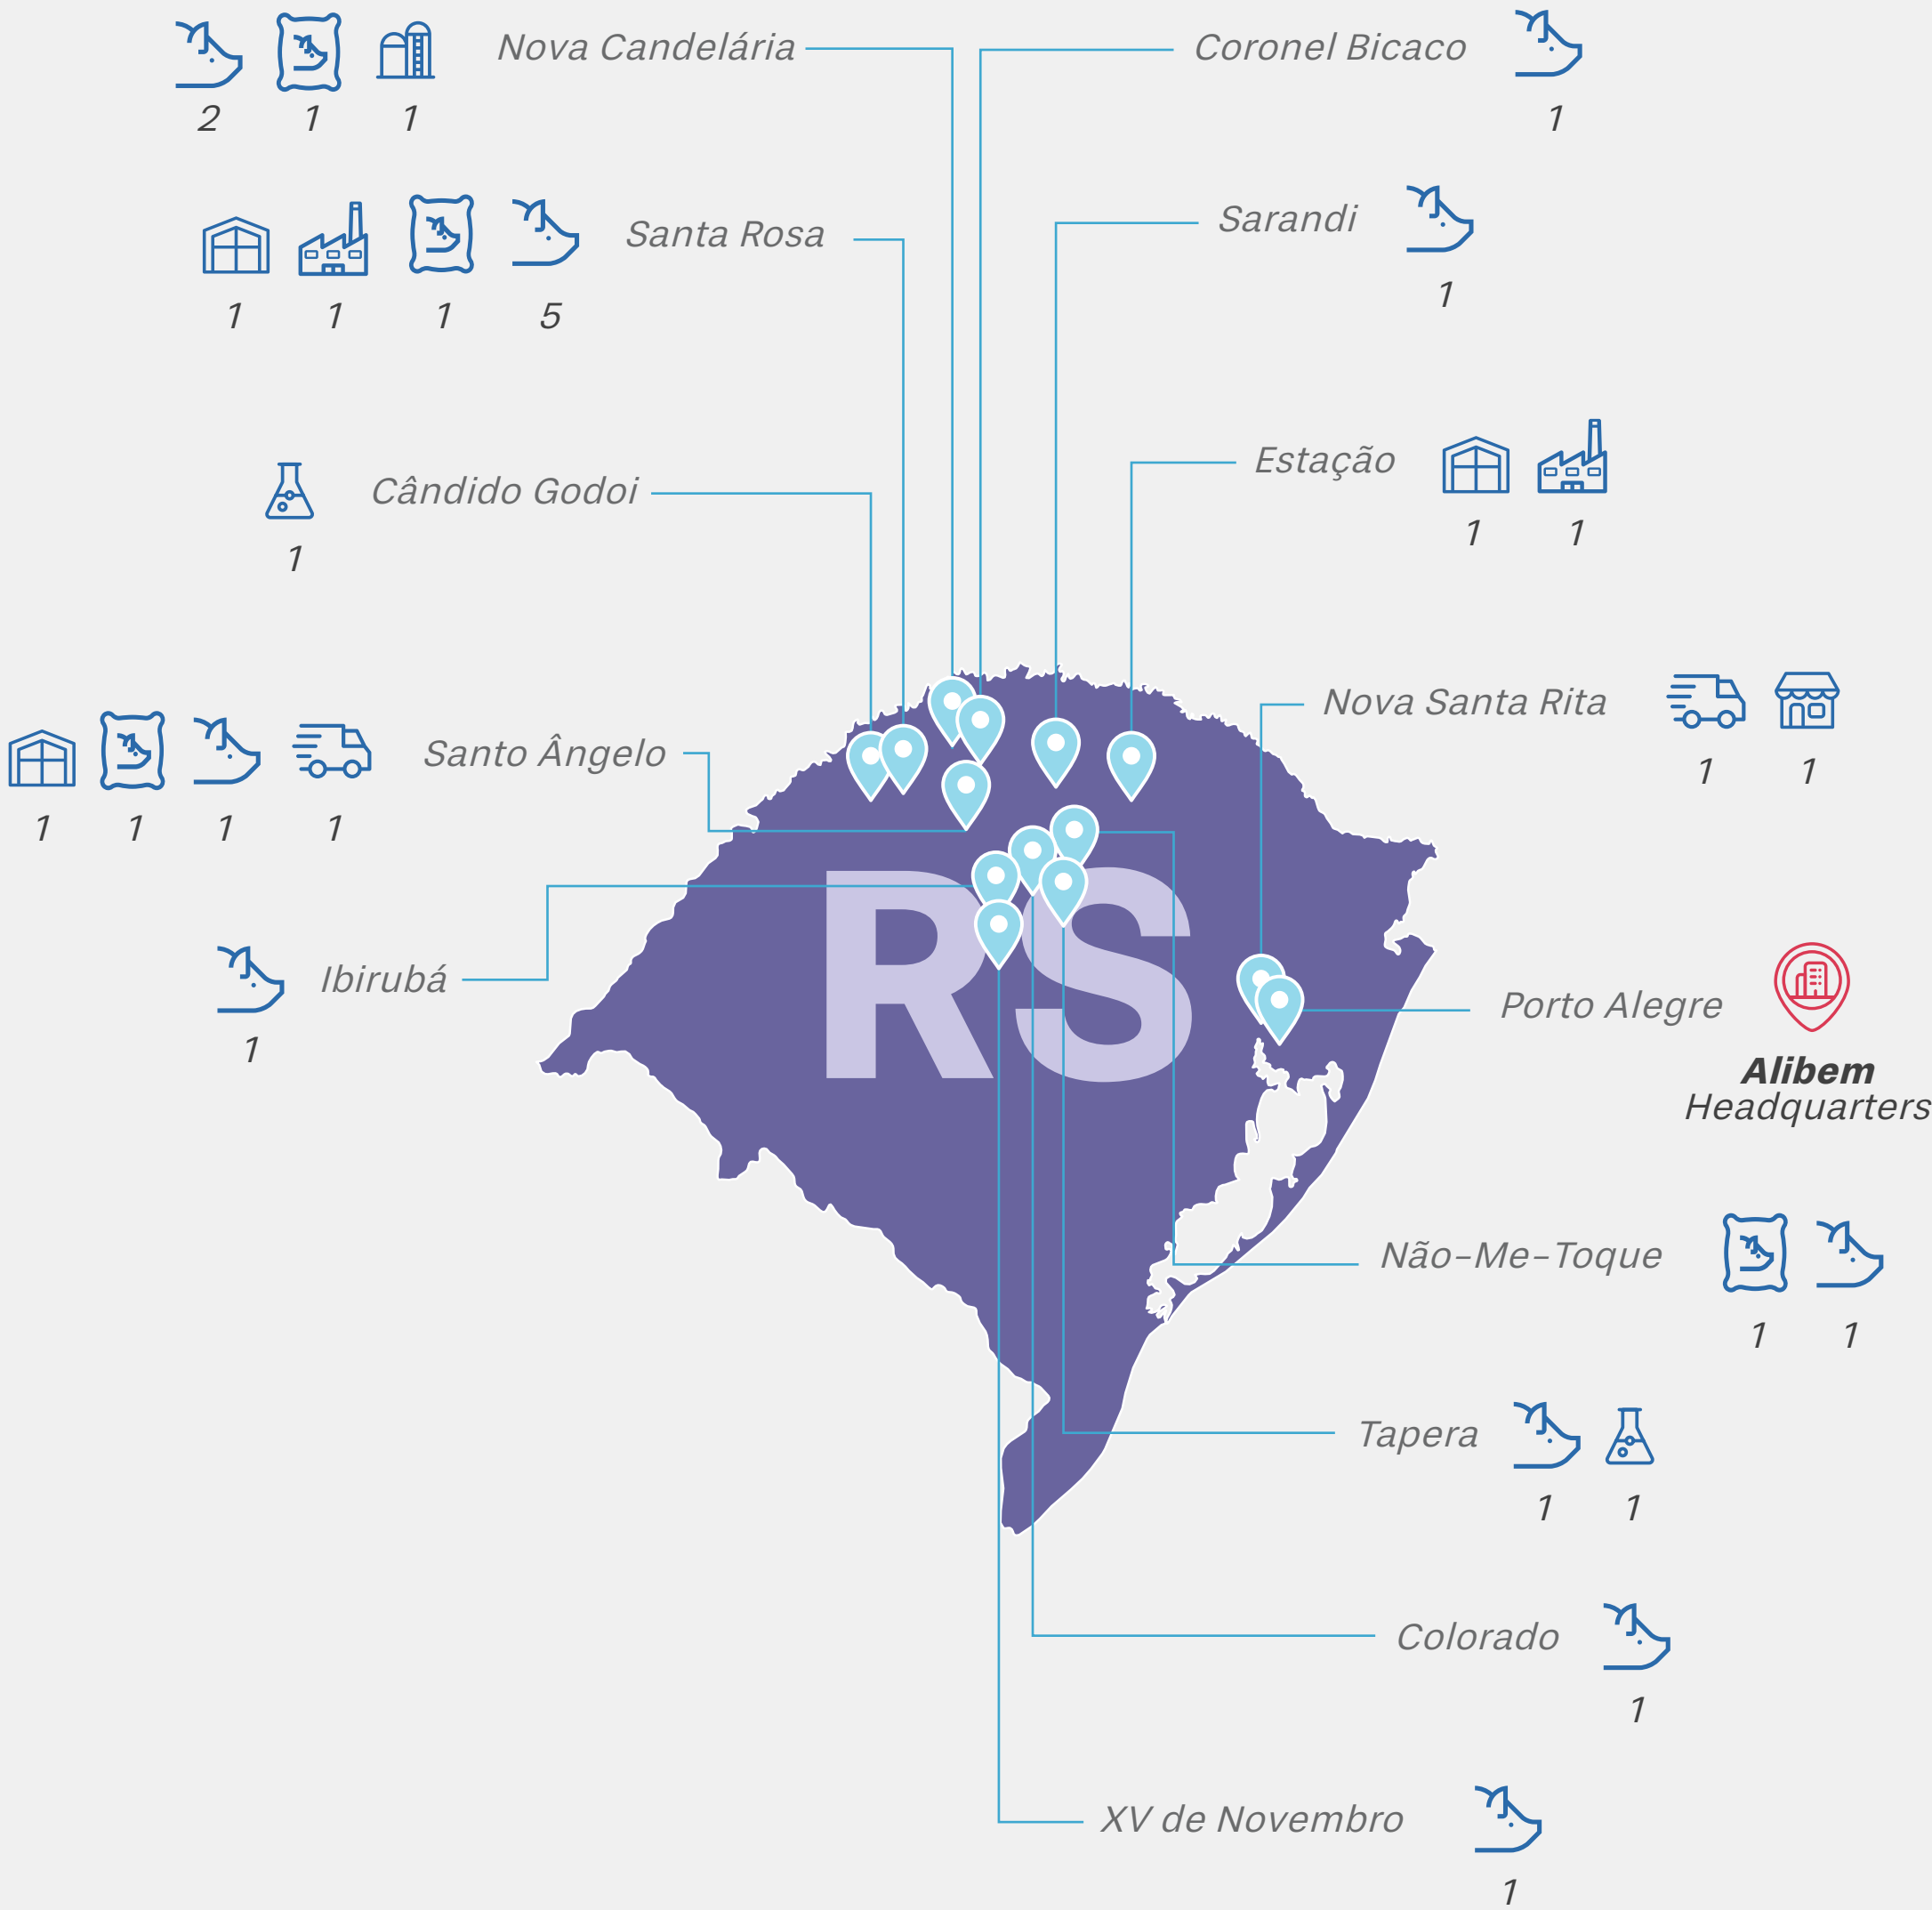 Nova Candelária
2 1 1
Coronel Bicaco
1
Santa Rosa
1 1 1 5
Sarandi
1
Cândido Godoi
1
Estação
1 1
Santo Ângelo
1 1 1 1
Nova Santa Rita
1 1
RS
Ibirubá
1
Porto Alegre
Alibem
Headquarters
Não-Me-Toque
1 1
Tapera
1 1
Colorado
1
XV de Novembro
1